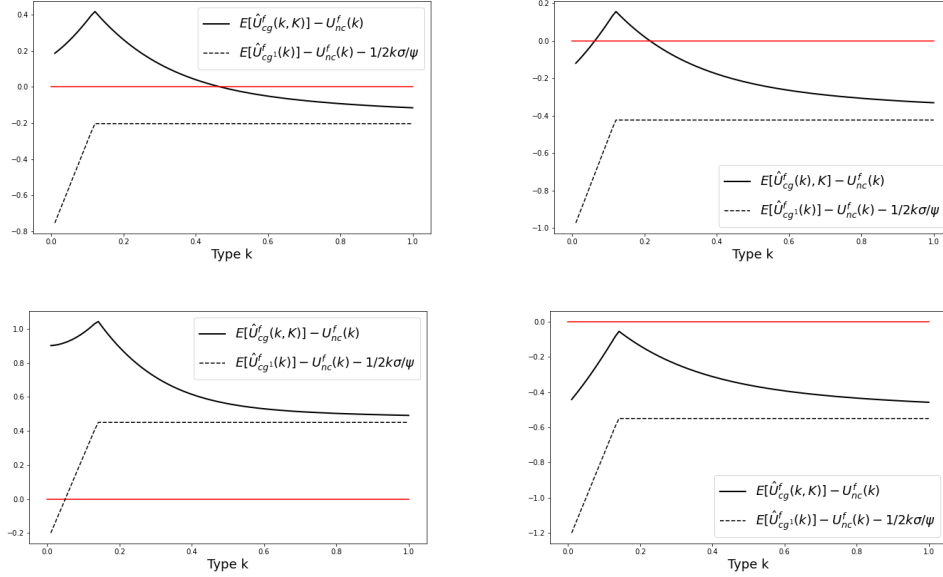 0.4
0.2
0.0
−0.2
−0.4
−0.6
−0.8
0.0 0.2 0.4 0.6 0.8 1.0
Type k
E[Û^f_cg(k, K)] − U_nc(k)
E[Û^f_cg¹(k)] − U^f_nc(k) − 1/2kσ/ψ
0.2
0.0
−0.2
−0.4
−0.6
−0.8
−1.0
0.0 0.2 0.4 0.6 0.8 1.0
Type k
E[Û^f_cg(k), K] − U^f_nc(k)
E[Û^f_cg¹(k)] − U^f_nc(k) − 1/2kσ/ψ
1.0
0.8
0.6
0.4
0.2
0.0
−0.2
0.0 0.2 0.4 0.6 0.8 1.0
Type k
E[Û^f_cg(k, K)] − U^f_nc(k)
E[Û^f_cg¹(k)] − U^f_nc(k) − 1/2kσ/ψ
0.0
−0.2
−0.4
−0.6
−0.8
−1.0
−1.2
0.0 0.2 0.4 0.6 0.8 1.0
Type k
E[Û^f_cg(k, K)] − U^f_nc(k)
E[Û^f_cg¹(k)] − U^f_nc(k) − 1/2kσ/ψ